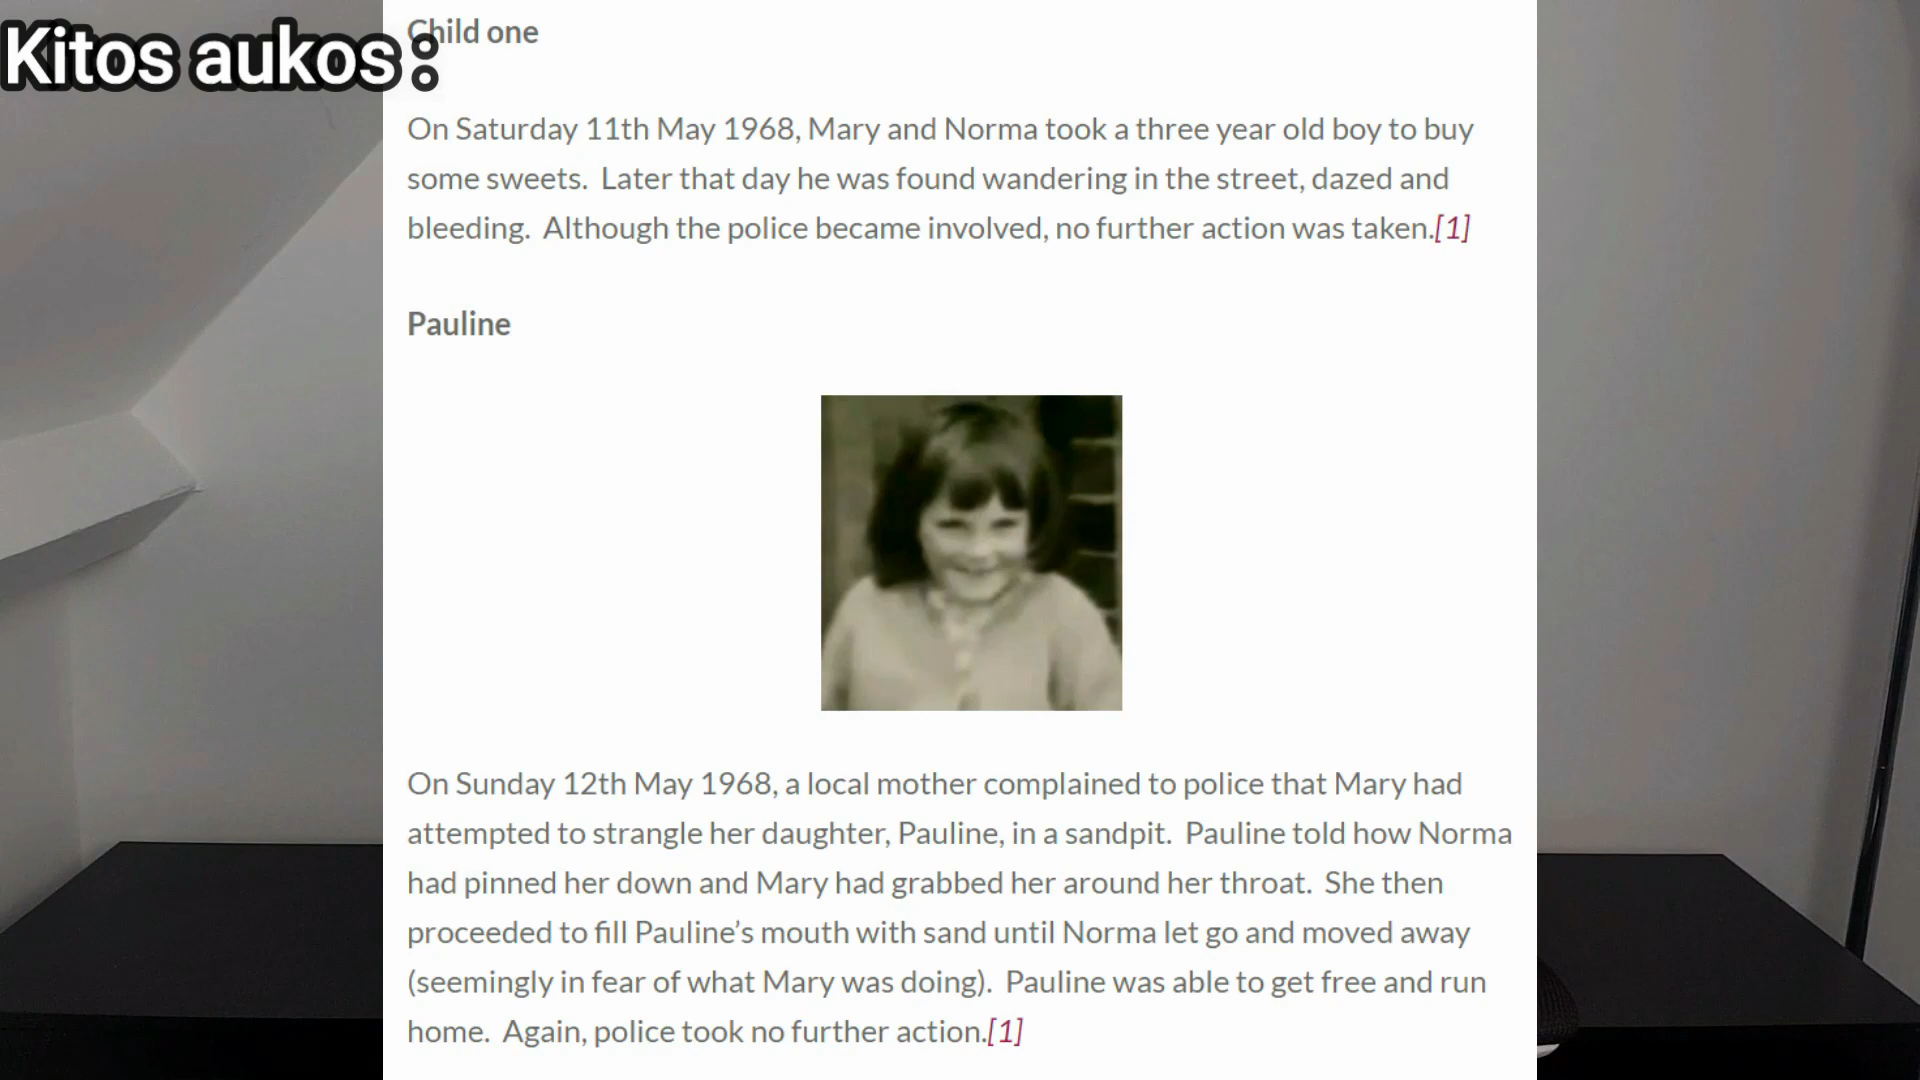 Kitos aukos:
Child one
On Saturday 11th May 1968, Mary and Norma took a three year old boy to buy
some sweets.  Later that day he was found wandering in the street, dazed and
bleeding.  Although the police became involved, no further action was taken.[1]
Pauline
On Sunday 12th May 1968, a local mother complained to police that Mary had
attempted to strangle her daughter, Pauline, in a sandpit.  Pauline told how Norma
had pinned her down and Mary had grabbed her around her throat.  She then
proceeded to fill Pauline’s mouth with sand until Norma let go and moved away
(seemingly in fear of what Mary was doing).  Pauline was able to get free and run
home.  Again, police took no further action.[1]